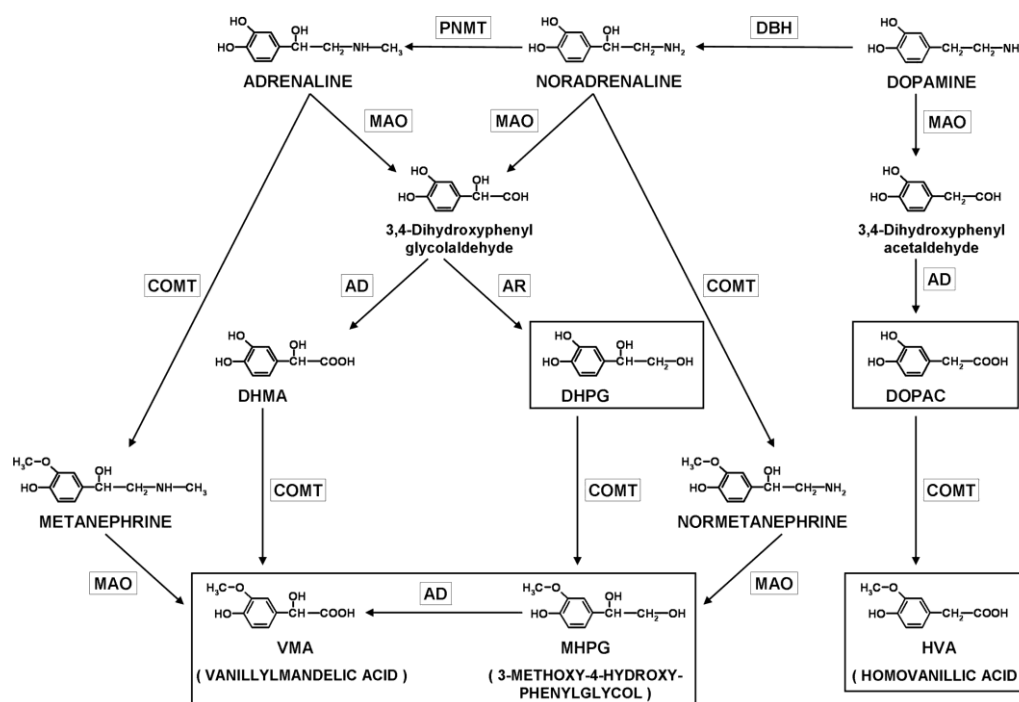 HO
OH
HO
CH-CH2-NH-CH3
ADRENALINE
PNMT
HO
OH
HO
CH-CH2-NH2
NORADRENALINE
DBH
HO
HO
CH2-CH2-NH
DOPAMINE
MAO
MAO
MAO
HO
OH
HO
CH-COH
3,4-Dihydroxyphenyl
glycolaldehyde
HO
HO
CH2-COH
3,4-Dihydroxyphenyl
acetaldehyde
COMT
AD
AR
COMT
AD
HO
OH
HO
CH-COOH
DHMA
HO
OH
HO
CH-CH2-OH
DHPG
HO
HO
CH2-COOH
DOPAC
H3C-O
OH
HO
CH-CH2-NH-CH3
METANEPHRINE
COMT
COMT
H3C-O
OH
HO
CH-CH2-NH2
NORMETANEPHRINE
COMT
MAO
AD
MAO
H3C-O
OH
HO
CH-COOH
VMA
( VANILLYLMANDELIC ACID )
H3C-O
OH
HO
CH-CH2-OH
MHPG
( 3-METHOXY-4-HYDROXY-
PHENYLGLYCOL )
H3C-O
HO
CH2-COOH
HVA
( HOMOVANILLIC ACID )